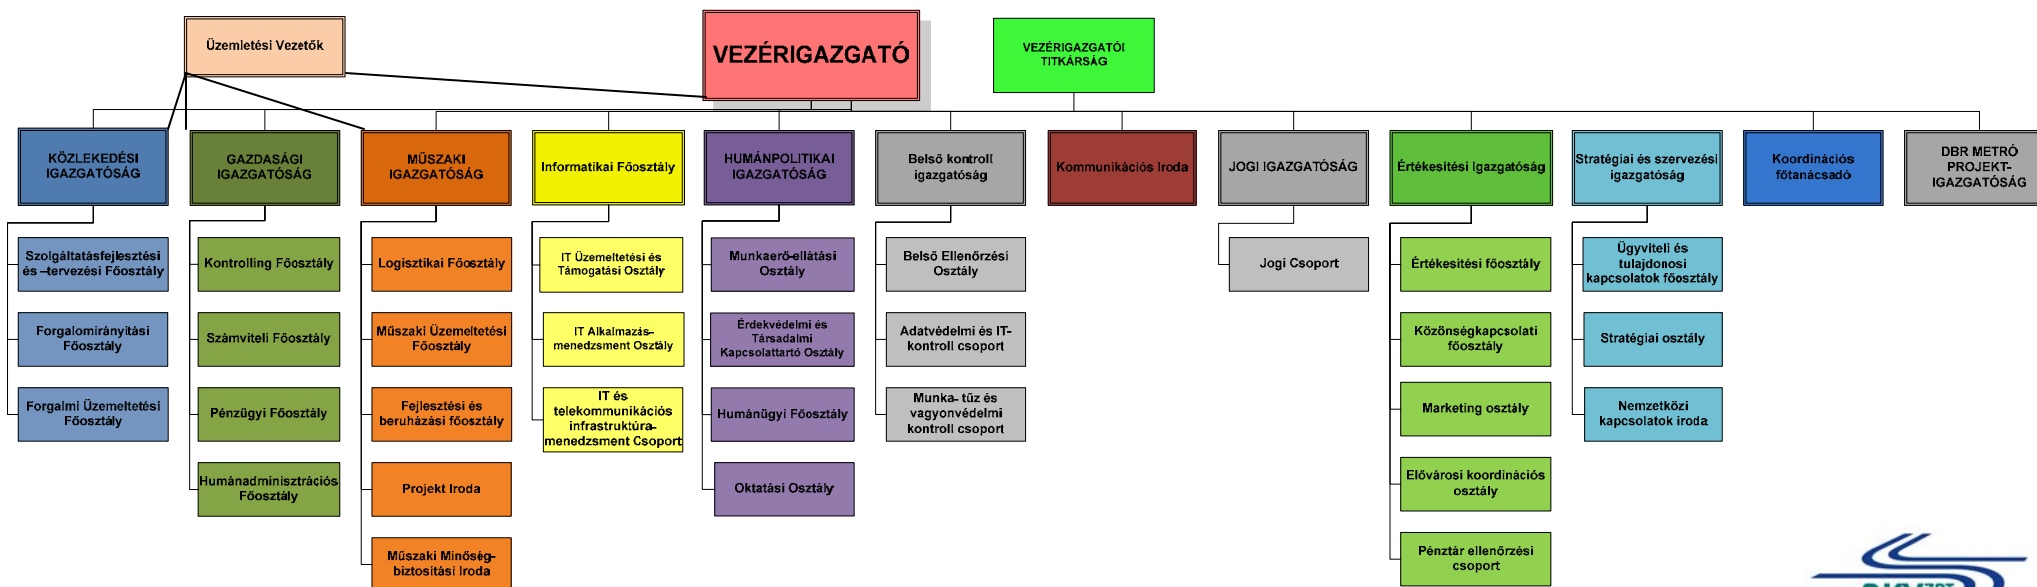 Üzemletési Vezetők
VEZÉRIGAZGATÓ
VEZÉRIGAZGATÓI
TITKÁRSÁG
KÖZLEKEDÉSI
IGAZGATÓSÁG
GAZDASÁGI
IGAZGATÓSÁG
MŰSZAKI
IGAZGATÓSÁG
Informatikai Főosztály
HUMÁNPOLITIKAI
IGAZGATÓSÁG
Belső kontroll
igazgatóság
Kommunikációs Iroda
JOGI IGAZGATÓSÁG
Értékesítési Igazgatóság
Stratégiai és szervezési
igazgatóság
Koordinációs
főtanácsadó
DBR METRÓ
PROJEKT-
IGAZGATÓSÁG
Szolgáltatásfejlesztési
és –tervezési Főosztály
Forgalomirányítási
Főosztály
Forgalmi Üzemeltetési
Főosztály
Kontrolling Főosztály
Számviteli Főosztály
Pénzügyi Főosztály
Humánadminisztrációs
Főosztály
Logisztikai Főosztály
Műszaki Üzemeltetési
Főosztály
Fejlesztési és
beruházási főosztály
Projekt Iroda
Műszaki Minőség–
biztosítási Iroda
IT Üzemeltetési és
Támogatási Osztály
IT Alkalmazás–
menedzsment Osztály
IT és
telekommunikációs
infrastruktúra–
menedzsment Csoport
Munkaerő-ellátási
Osztály
Érdekvédelmi és
Társadalmi
Kapcsolattartó Osztály
Humánügyi Főosztály
Oktatási Osztály
Belső Ellenőrzési
Osztály
Adatvédelmi és IT-
kontroll csoport
Munka- tűz és
vagyonvédelmi
kontroll csoport
Jogi Csoport
Értékesítési főosztály
Közönségkapcsolati
főosztály
Marketing osztály
Elővárosi koordinációs
osztály
Pénztár ellenőrzési
csoport
Ügyviteli és
tulajdonosi
kapcsolatok főosztály
Stratégiai osztály
Nemzetközi
kapcsolatok iroda